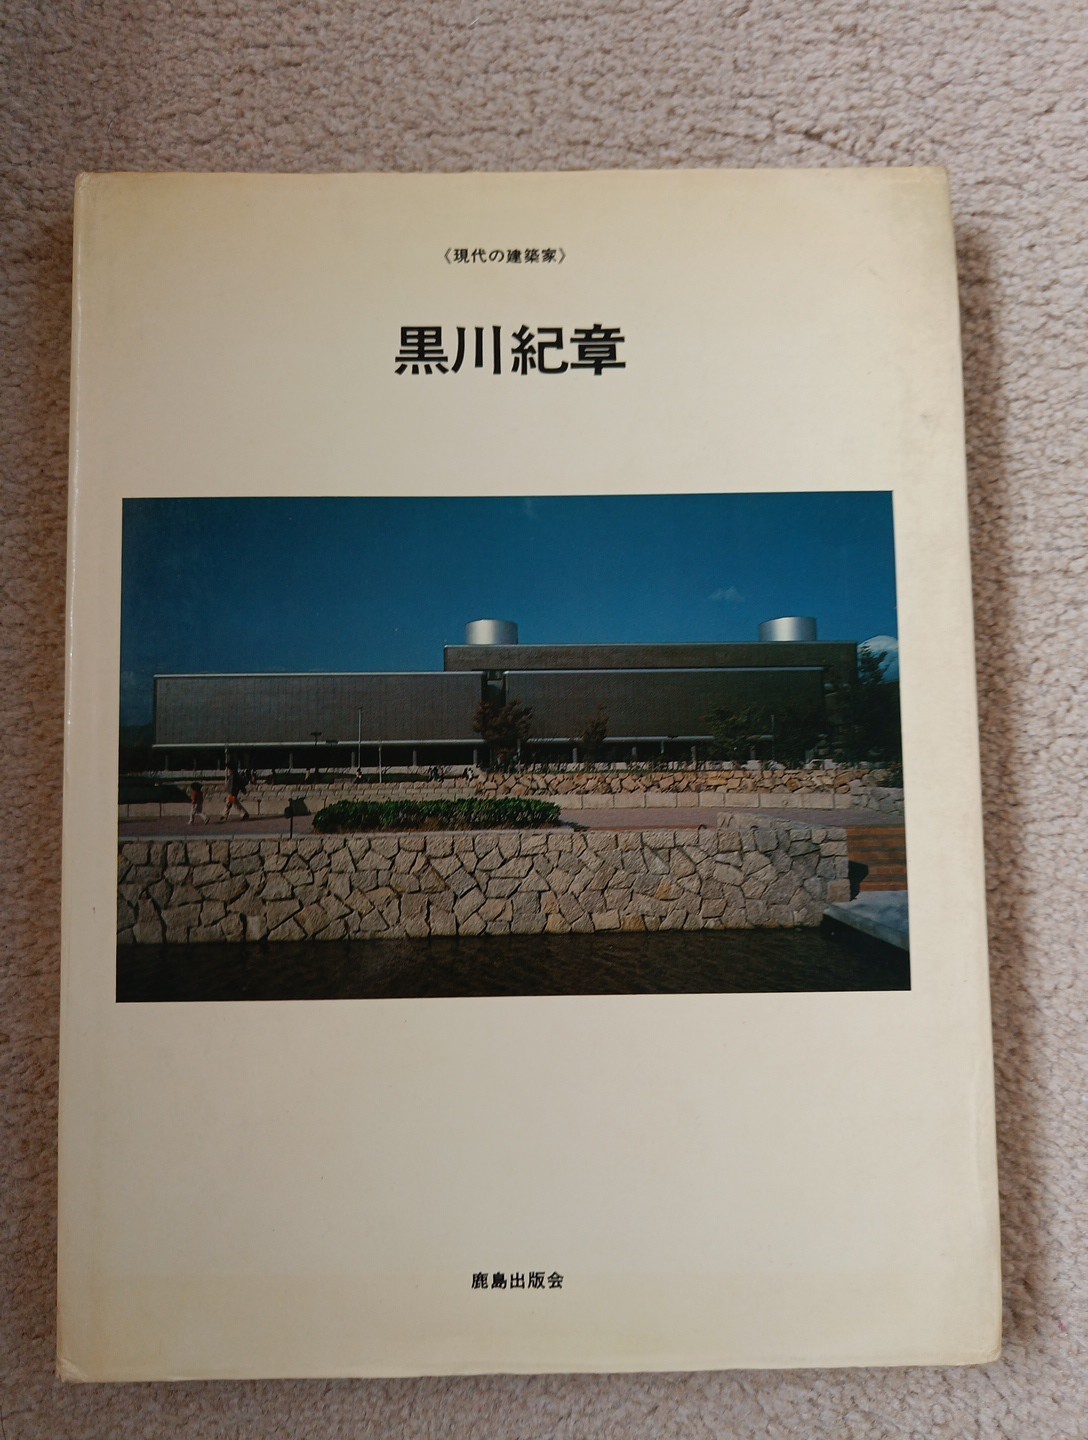 《現代の建築家》
黒川紀章
鹿島出版会